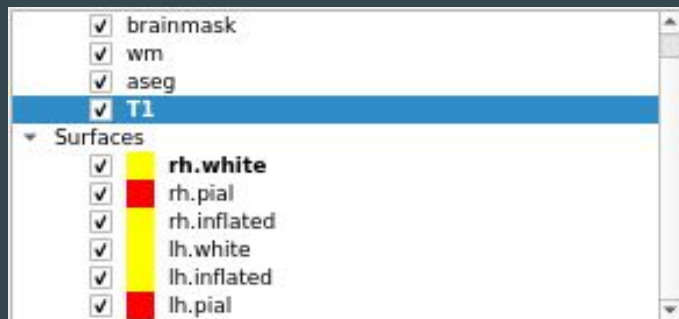 brainmask
wm
aseg
T1
Surfaces
rh.white
rh.pial
rh.inflated
lh.white
lh.inflated
lh.pial